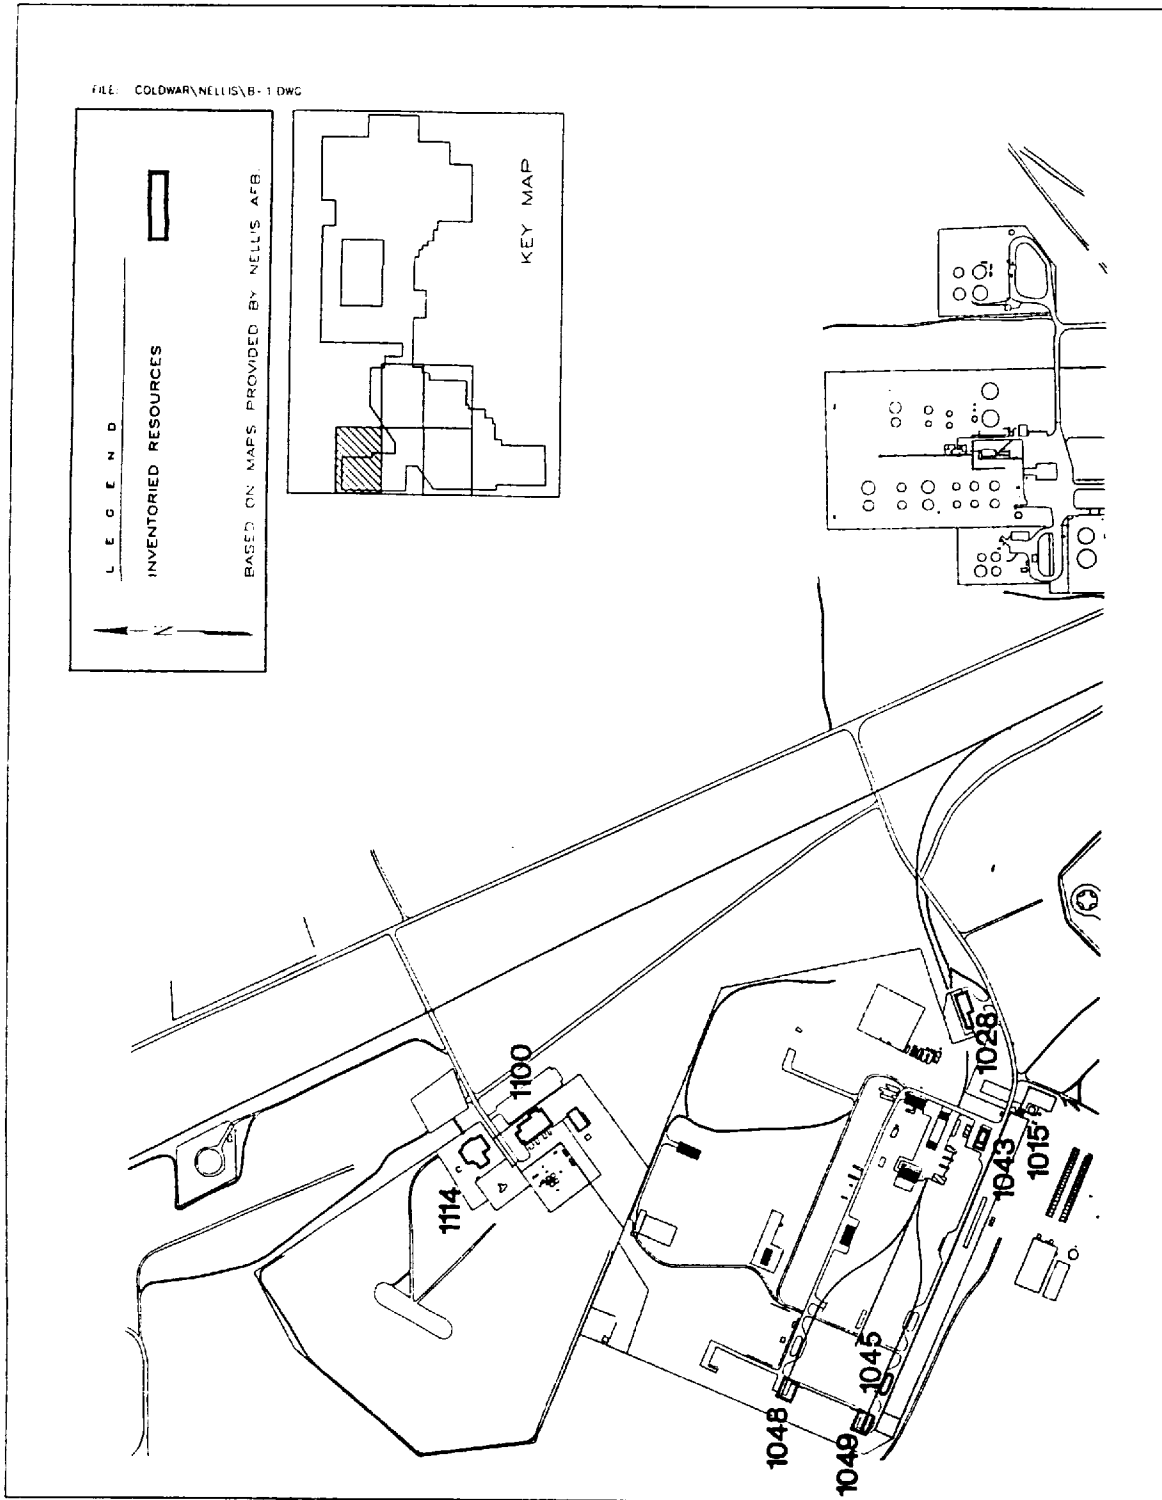 FILE: COLDWAR\NELLIS\B-1.DWG
L E G E N D
INVENTORIED RESOURCES
BASED ON MAPS PROVIDED BY NELLIS AFB.
N
KEY MAP
1100
1114
1028
1015
1043
1045
1048
1049